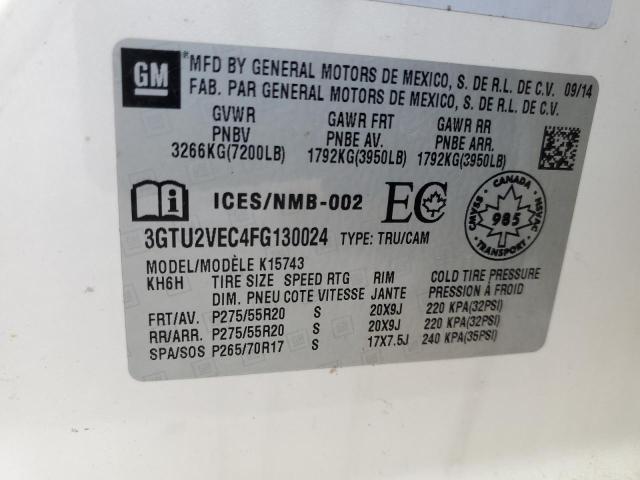 GM
MFD BY GENERAL MOTORS DE MEXICO, S. DE R.L. DE C.V. 09/14
FAB. PAR GENERAL MOTORS DE MEXICO, S. DE R.L. DE C.V.
GVWR GAWR FRT GAWR RR
PNBV PNBE AV. PNBE ARR.
3266KG(7200LB) 1792KG(3950LB) 1792KG(3950LB)
ICES/NMB-002 EC
CANADA
CMVSS 985 NSVAC
TRANSPORT
3GTU2VEC4FG130024 TYPE: TRU/CAM
MODEL/MODÈLE K15743
KH6H TIRE SIZE SPEED RTG RIM COLD TIRE PRESSURE
DIM. PNEU COTE VITESSE JANTE PRESSION À FROID
FRT/AV. P275/55R20 S 20X9J 220 KPA(32PSI)
RR/ARR. P275/55R20 S 20X9J 220 KPA(32PSI)
SPA/SOS P265/70R17 S 17X7.5J 240 KPA(35PSI)